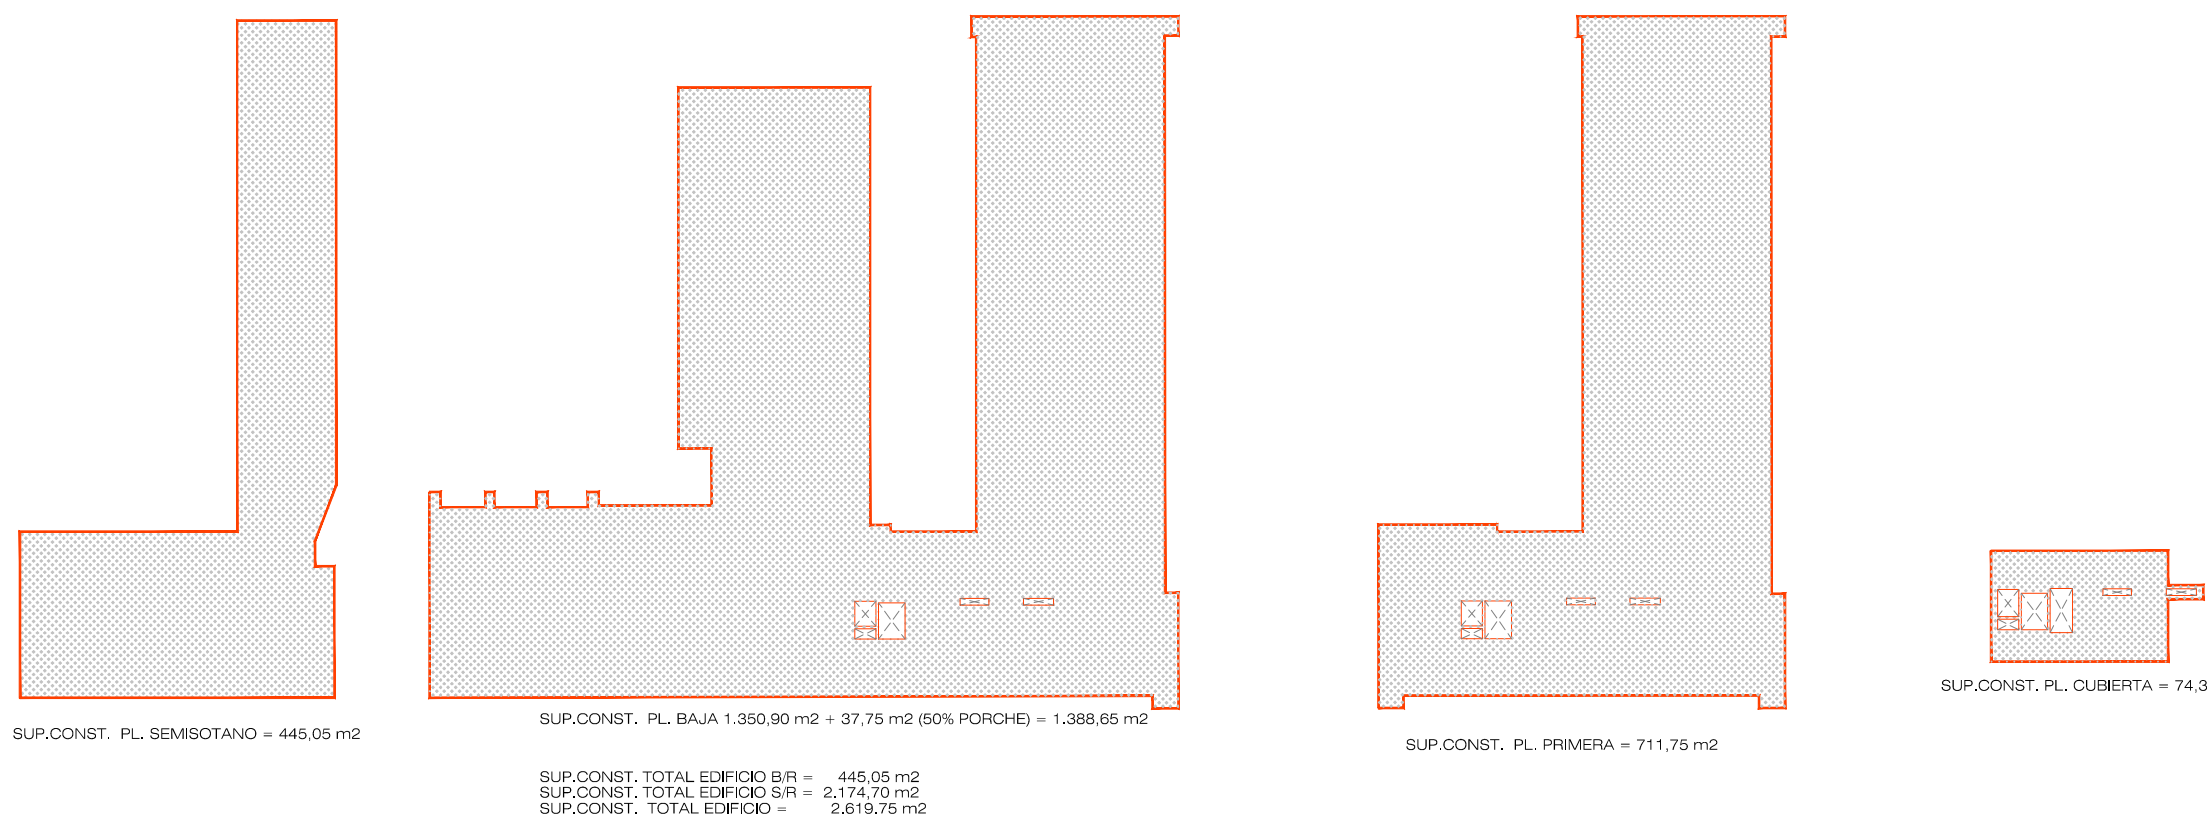 SUP.CONST. PL. CUBIERTA = 74,3
SUP.CONST. PL. BAJA 1.350,90 m2 + 37,75 m2 (50% PORCHE) = 1.388,65 m2
SUP.CONST. PL. SEMISOTANO = 445,05 m2
SUP.CONST. PL. PRIMERA = 711,75 m2
SUP.CONST. TOTAL EDIFICIO B/R = 445,05 m2
SUP.CONST. TOTAL EDIFICIO S/R = 2.174,70 m2
SUP.CONST. TOTAL EDIFICIO = 2.619.75 m2